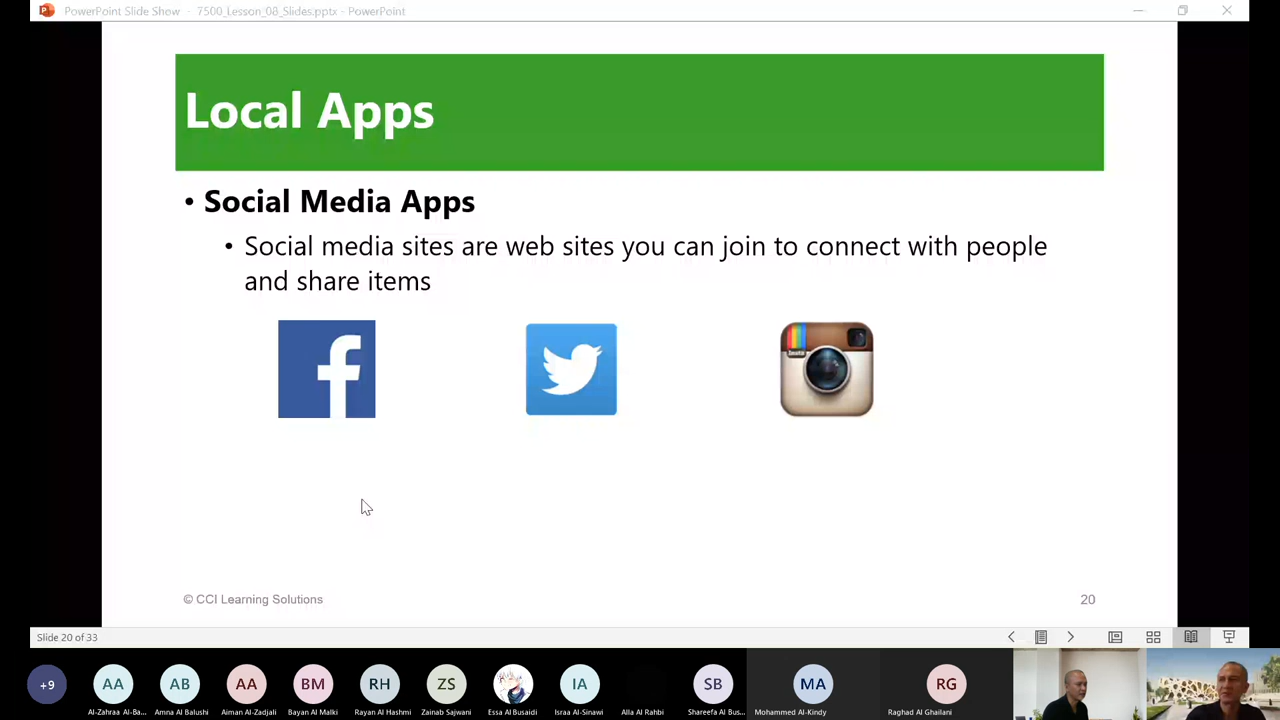 PowerPoint Slide Show - 7500_Lesson_08_Slides.pptx - PowerPoint
Local Apps
• Social Media Apps
• Social media sites are web sites you can join to connect with people
and share items
Insta
© CCI Learning Solutions
20
Slide 20 of 33
+9
AA
AB
AA
BM
RH
ZS
IA
SB
MA
RG
Al-Zahraa Al-Ba...
Amna Al Balushi
Aiman Al-Zadjali
Bayan Al Malki
Rayan Al Hashmi
Zainab Sajwani
Essa Al Busaidi
Israa Al-Sinawi
Alla Al Rahbi
Shareefa Al Bus...
Mohammed Al-Kindy
Raghad Al Ghailani